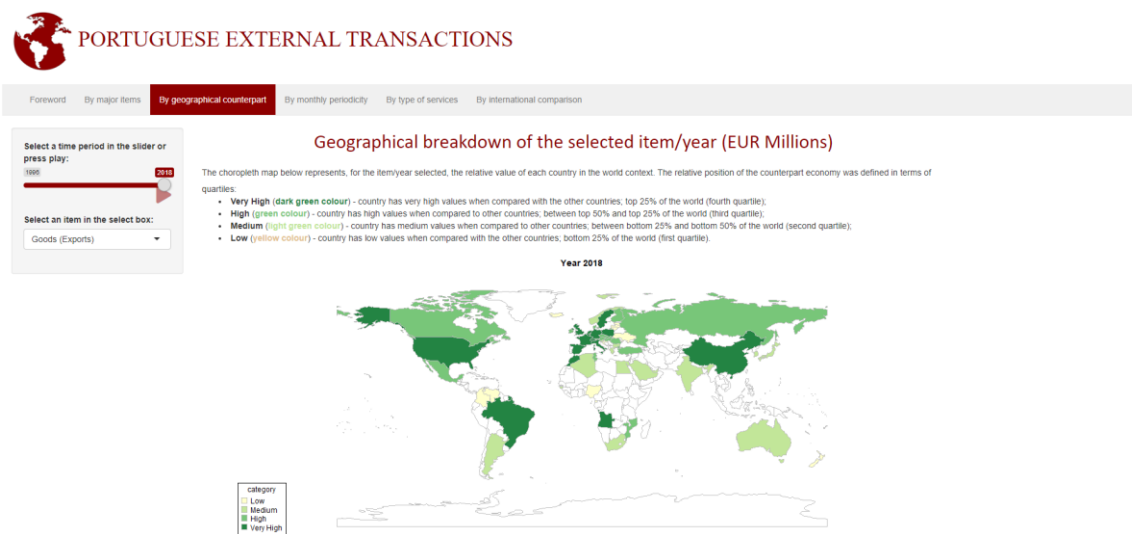 PORTUGUESE EXTERNAL TRANSACTIONS
Foreword By major items By geographical counterpart By monthly periodicity By type of services By international comparison
Select a time period in the slider or
press play:
1996 2018
Select an item in the select box:
Goods (Exports)
Geographical breakdown of the selected item/year (EUR Millions)
The choropleth map below represents, for the item/year selected, the relative value of each country in the world context. The relative position of the counterpart economy was defined in terms of
quartiles:
• Very High (dark green colour) - country has very high values when compared with the other countries; top 25% of the world (fourth quartile);
• High (green colour) - country has high values when compared to other countries; between top 50% and top 25% of the world (third quartile);
• Medium (light green colour) - country has medium values when compared to other countries; between bottom 25% and bottom 50% of the world (second quartile);
• Low (yellow colour) - country has low values when compared with the other countries; bottom 25% of the world (first quartile).
Year 2018
category
Low
Medium
High
Very High